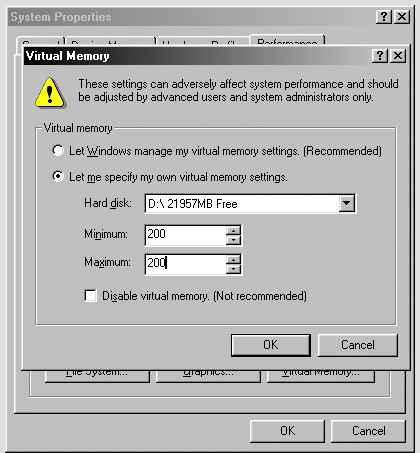 System Properties
Performance
Virtual Memory
These settings can adversely affect system performance and should
be adjusted by advanced users and system administrators only.
Virtual memory
Let Windows manage my virtual memory settings. (Recommended)
Let me specify my own virtual memory settings.
Hard disk: D:\ 21957MB Free
Minimum: 200
Maximum: 200
Disable virtual memory. (Not recommended)
OK Cancel
File System... Graphics... Virtual Memory...
OK Cancel